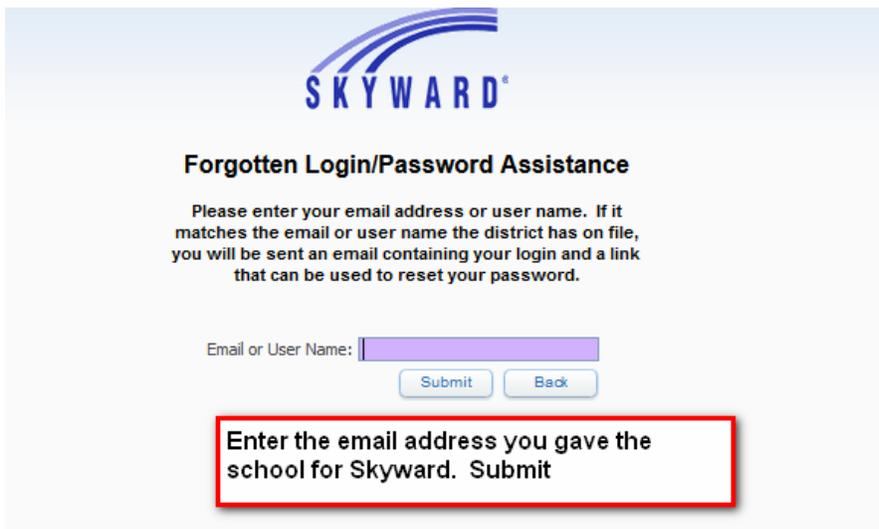 SKYWARD®
Forgotten Login/Password Assistance
Please enter your email address or user name. If it
matches the email or user name the district has on file,
you will be sent an email containing your login and a link
that can be used to reset your password.
Email or User Name:
Submit Back
Enter the email address you gave the
school for Skyward. Submit